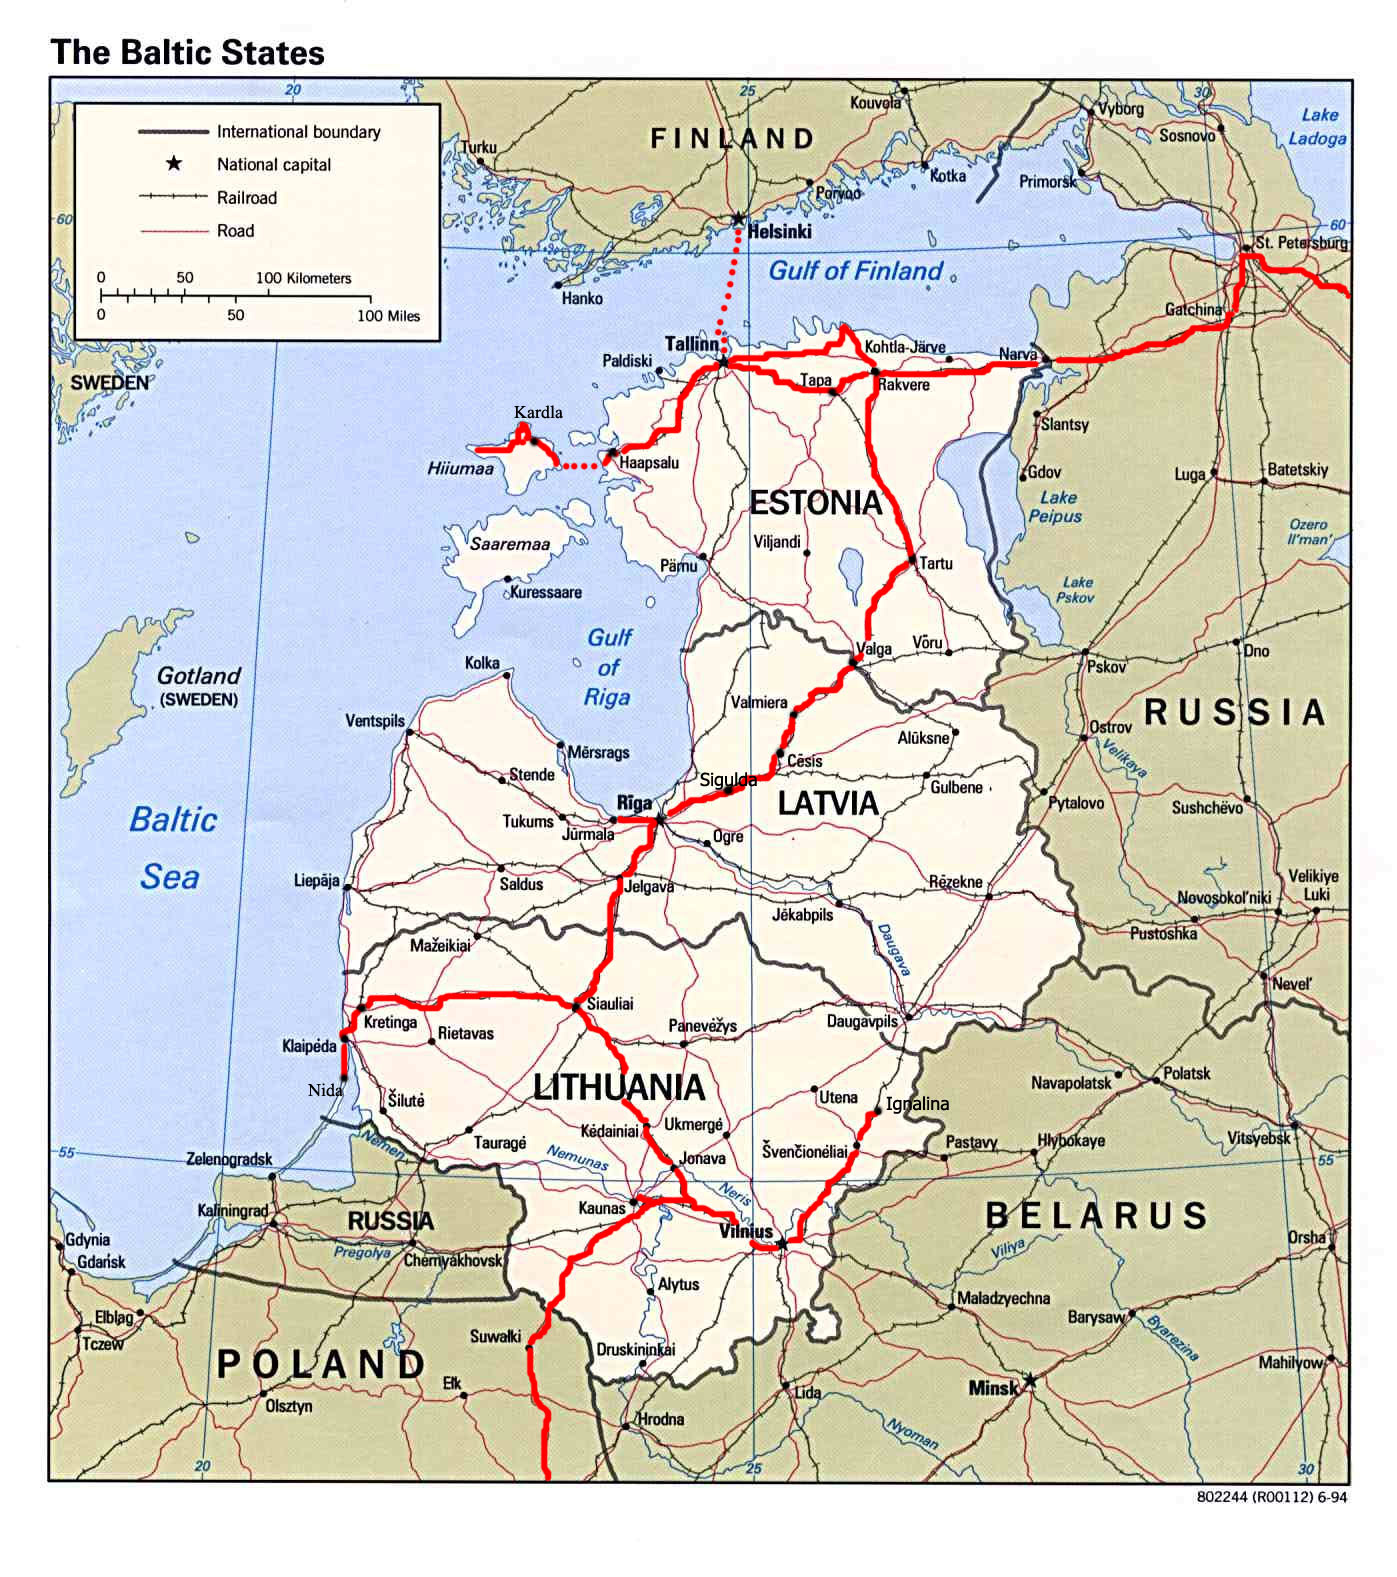 The Baltic States
20
25
30
International boundary
National capital
Railroad
Road
0
50
100 Kilometers
0
50
100 Miles
FINLAND
Kouvola
Vyborg
Sosnovo
Lake
Ladoga
Turku
Kotka
Primorsk
Porvoo
60
60
Helsinki
St. Petersburg
Gulf of Finland
Hanko
Gatchina
Tallinn
Kohtla-Järve
Narva
Paldiski
SWEDEN
Tapa
Rakvere
Kardla
Slantsy
Hiiumaa
Haapsalu
Gdov
Luga
Batetskiy
ESTONIA
Lake
Peipus
Ozero
Il'men'
Saaremaa
Viljandi
Pärnu
Tartu
Kuressaare
Lake
Pskov
Gulf
of
Riga
Valga
Võru
Dno
Kolka
Pskov
Gotland
(SWEDEN)
Valmiera
RUSSIA
Ventspils
Ostrov
Alūksne
Mērsrags
Velikaya
Cēsis
Stende
Sigulda
Gulbene
Rīga
LATVIA
Pytalovo
Sushchëvo
Baltic
Sea
Tukums
Jūrmala
Ogre
Liepāja
Saldus
Jelgava
Rēzekne
Velikiye
Luki
Novosokol'niki
Jēkabpils
Pustoshka
Mažeikiai
Daugava
Nevel'
Siauliai
Kretinga
Daugavpils
Rietavas
Panevėžys
Klaipėda
Nida
LITHUANIA
Navapolatsk
Polatsk
Šilutė
Utena
Ignalina
Kėdainiai
Ukmergė
Vitsyebsk
Nemen
Tauragė
Švenčionėliai
Pastavy
Hlybokaye
55
55
Zelenogradsk
Nemunas
Jonava
Neris
Kaliningrad
RUSSIA
Kaunas
BELARUS
Gdynia
Pregolya
Vilnius
Viliya
Orsha
Gdańsk
Chernyakhovsk
Alytus
Maladzyechna
Elbląg
Barysaw
Byarezina
Tczew
Suwałki
Druskininkai
POLAND
Mahilyow
Ełk
Minsk
Lida
Olsztyn
Hrodna
Nyoman
20
25
30
802244 (R00112) 6-94